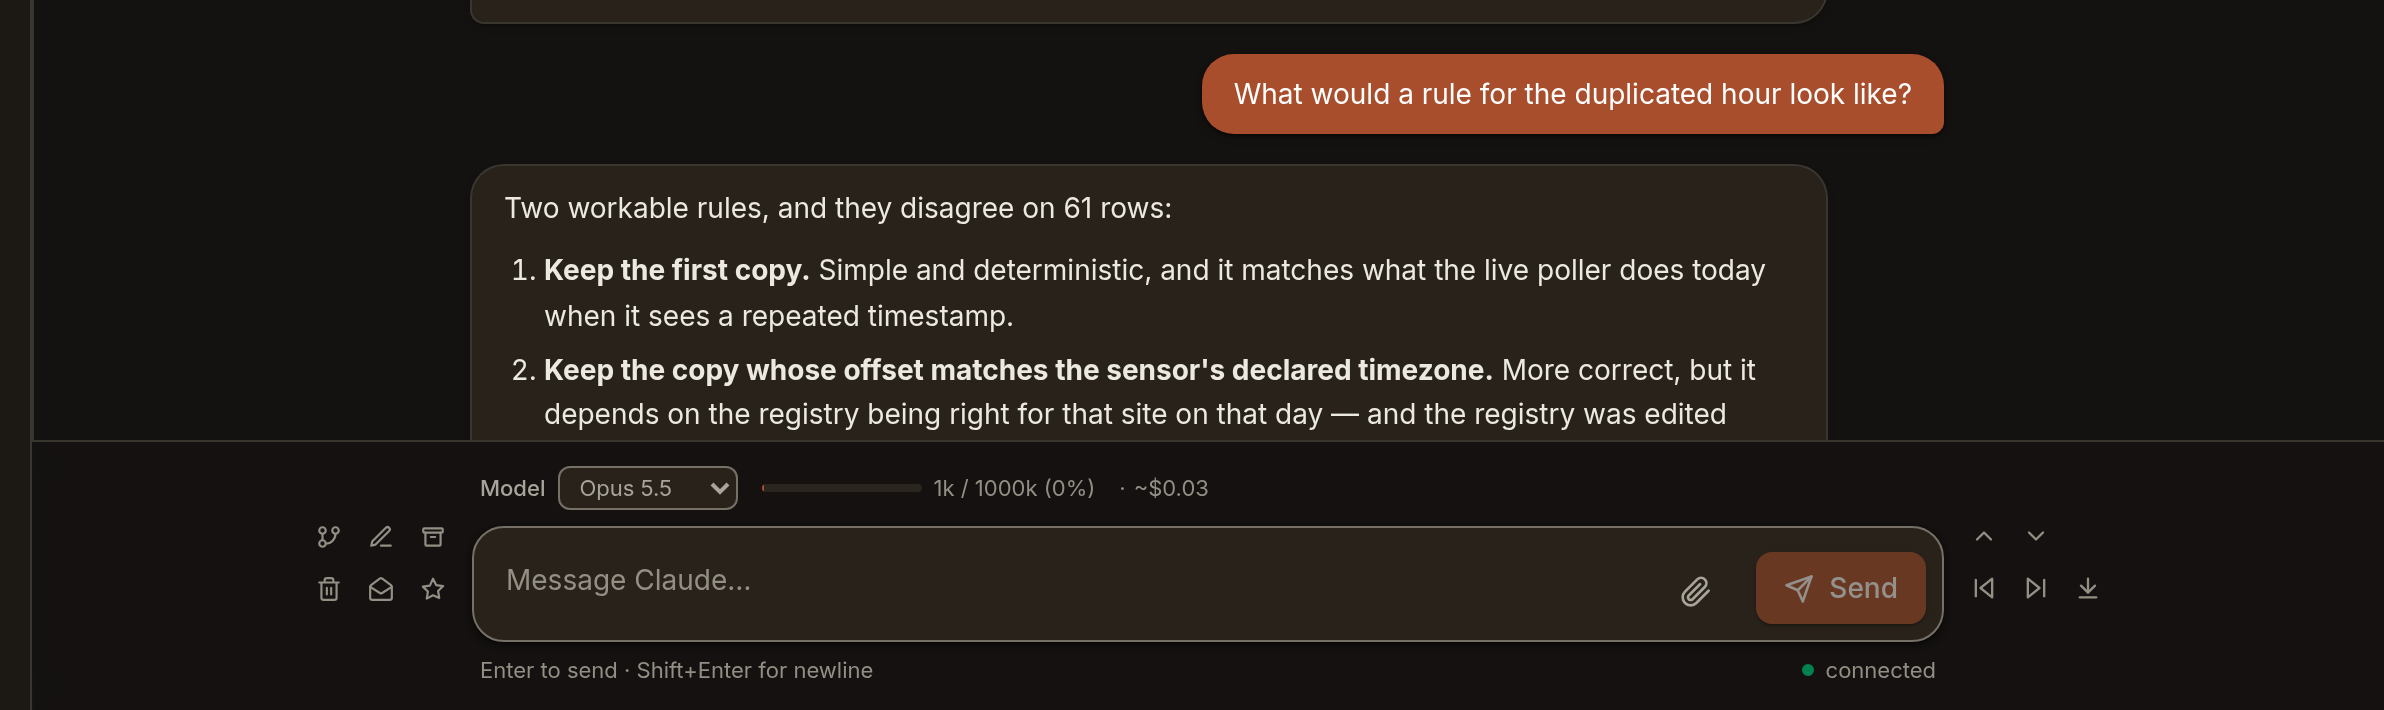 What would a rule for the duplicated hour look like?
Two workable rules, and they disagree on 61 rows:
1. Keep the first copy. Simple and deterministic, and it matches what the live poller does today
when it sees a repeated timestamp.
2. Keep the copy whose offset matches the sensor's declared timezone. More correct, but it
depends on the registry being right for that site on that day — and the registry was edited
Model Opus 5.5 1k / 1000k (0%) · ~$0.03
Message Claude...
Send
Enter to send · Shift+Enter for newline
connected